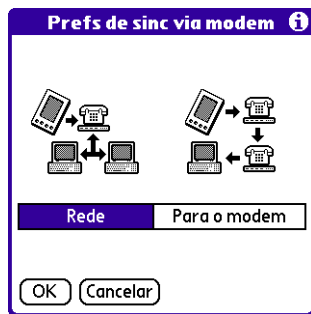 Prefs de sinc via modem
Rede
Para o modem
OK
Cancelar